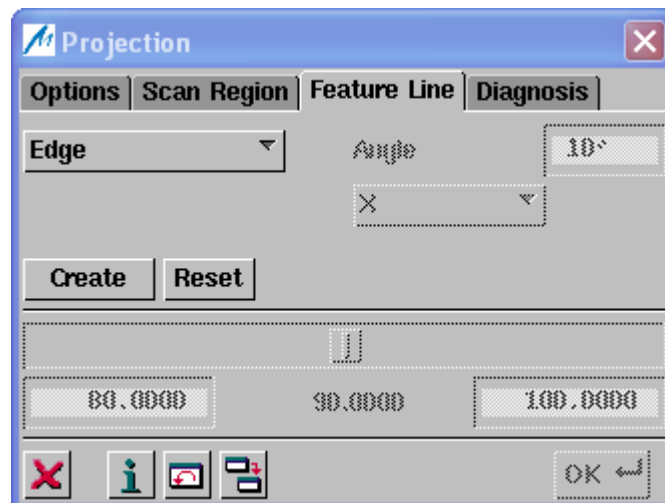 Projection
Options Scan Region Feature Line Diagnosis
Edge Angle 10°
X
Create Reset
80.0000 90.0000 100.0000
OK